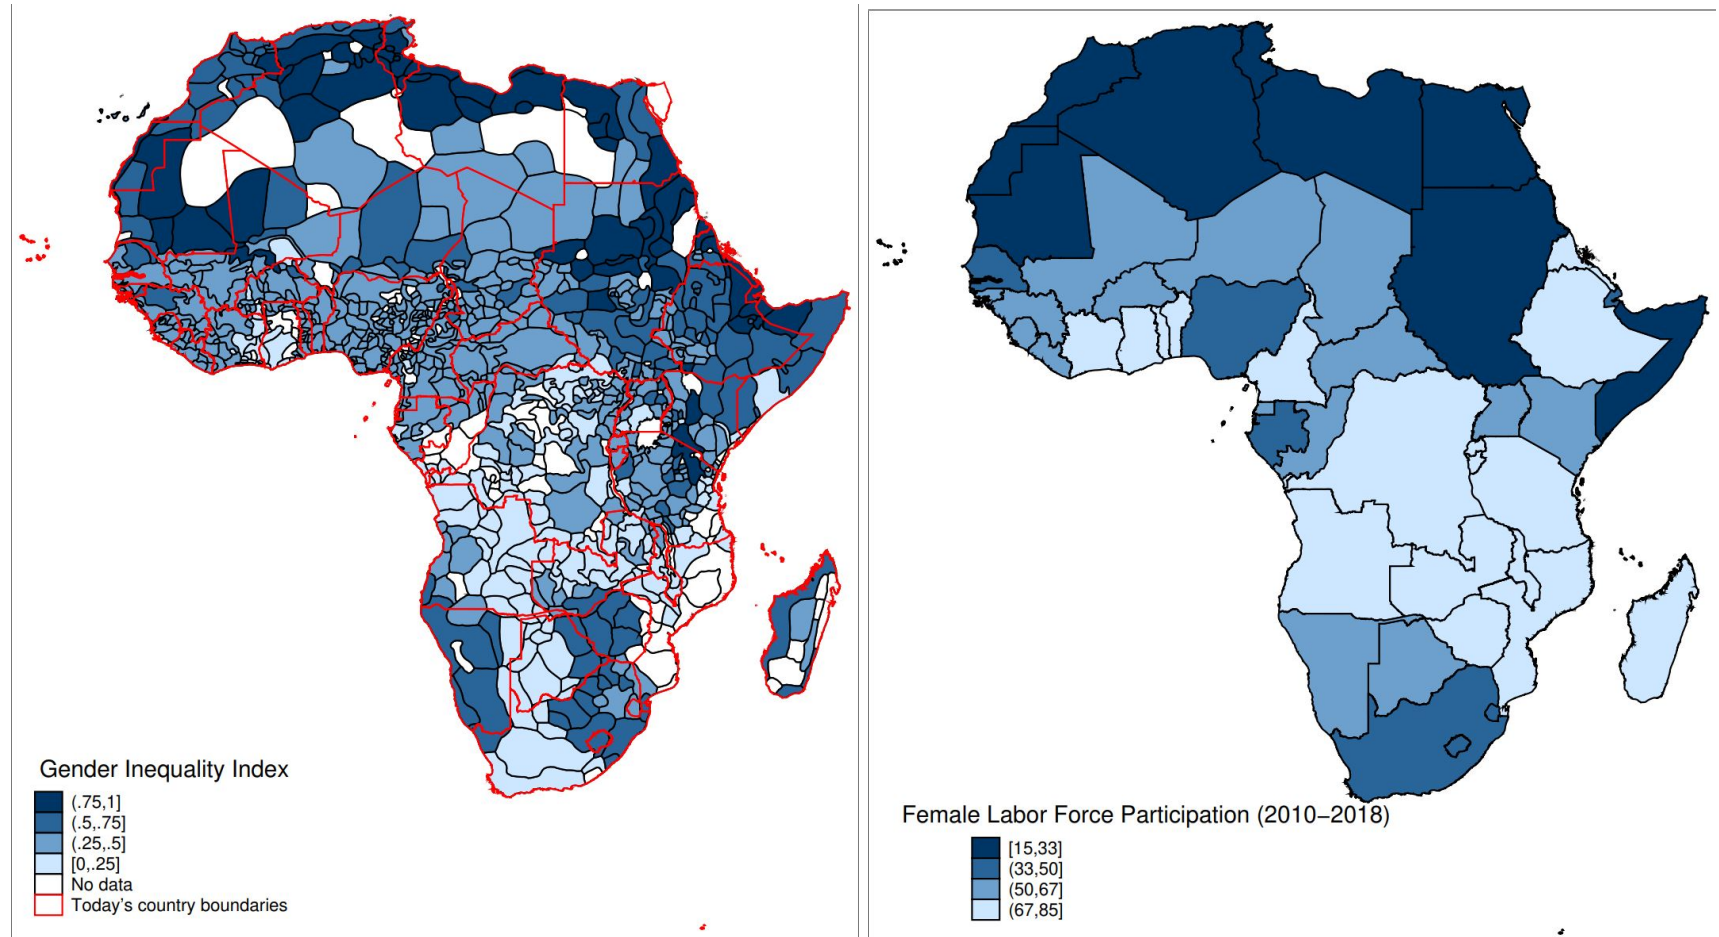 Gender Inequality Index
(.75,1]
(.5,.75]
(.25,.5]
[0,.25]
No data
Today's country boundaries
Female Labor Force Participation (2010–2018)
[15,33]
(33,50]
(50,67]
(67,85]